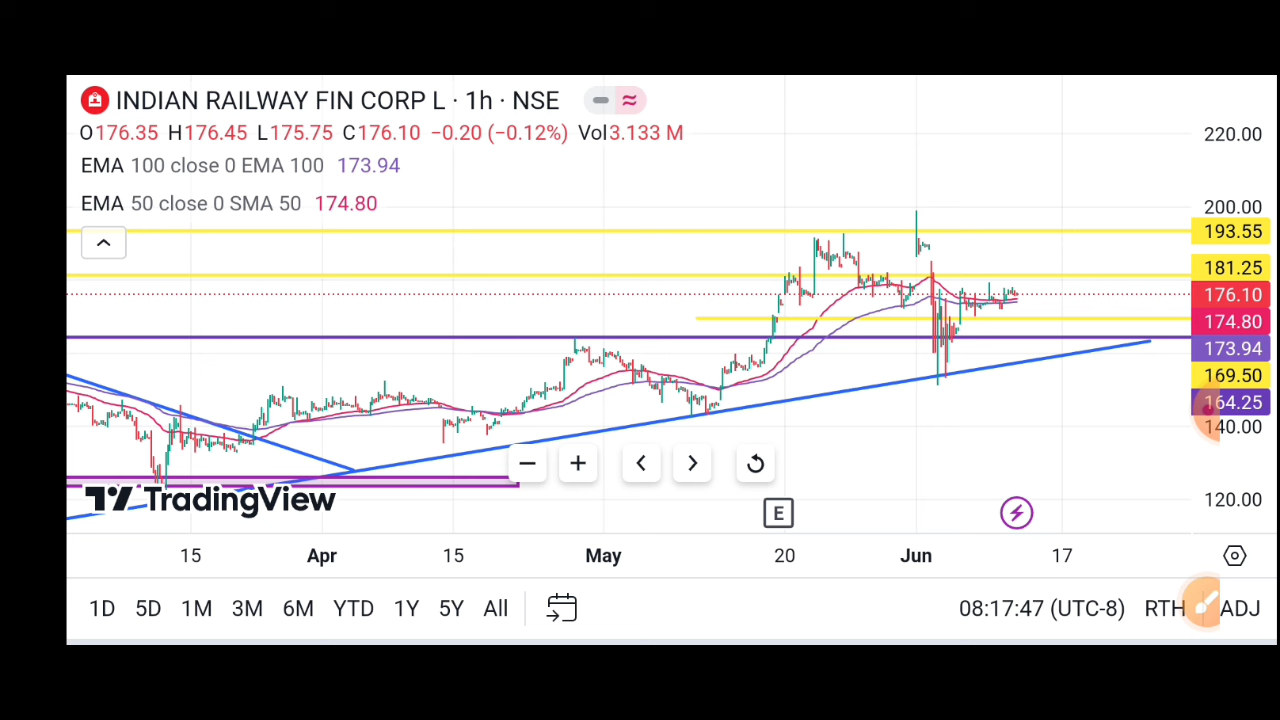 INDIAN RAILWAY FIN CORP L · 1h · NSE
O176.35 H176.45 L175.75 C176.10 −0.20 (−0.12%) Vol3.133 M
EMA 100 close 0 EMA 100 173.94
EMA 50 close 0 SMA 50 174.80
220.00
200.00
193.55
181.25
176.10
174.80
173.94
169.50
164.25
140.00
120.00
TradingView
E
15 Apr 15 May 20 Jun 17
1D 5D 1M 3M 6M YTD 1Y 5Y All 08:17:47 (UTC-8) RTH ADJ